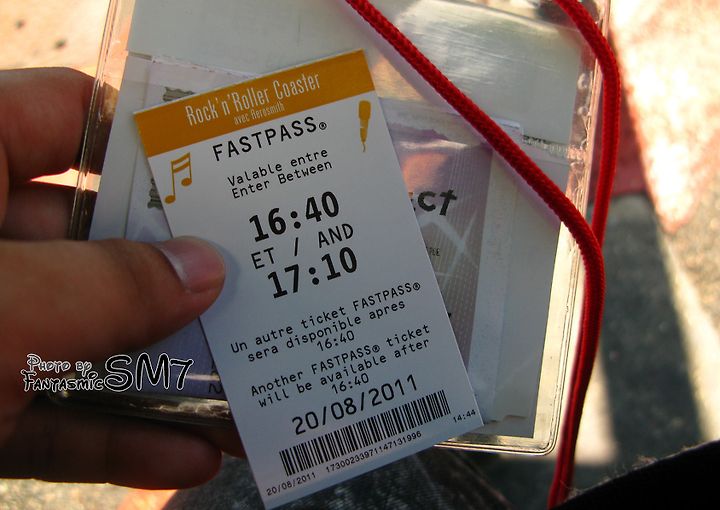 Rock'n'Roller Coaster
avec Aerosmith
FASTPASS®
Valable entre
Enter Between
16:40
ET / AND
17:10
Un autre ticket FASTPASS®
sera disponible apres
16:40
Another FASTPASS® ticket
will be available after
16:40
20/08/2011
14:44
20/08/2011 17300233971147131996
ct
Photo by
FantasmicSM7